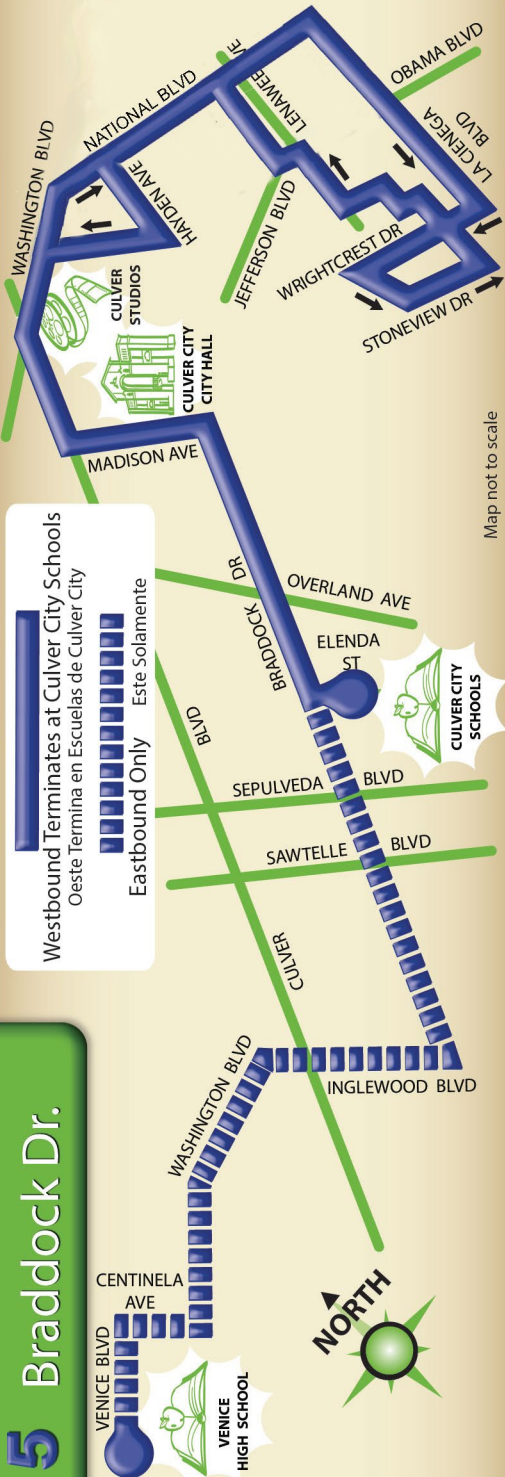 5 Braddock Dr.
Westbound Terminates at Culver City Schools
Oeste Termina en Escuelas de Culver City
Eastbound Only Este Solamente
VENICE BLVD
VENICE
HIGH SCHOOL
CENTINELA
AVE
WASHINGTON BLVD
INGLEWOOD BLVD
CULVER
BLVD
SAWTELLE
BLVD
SEPULVEDA
BLVD
ELENDA
ST
CULVER CITY
SCHOOLS
BRADDOCK DR
OVERLAND AVE
MADISON AVE
CULVER CITY
CITY HALL
CULVER
STUDIOS
WASHINGTON BLVD
HAYDEN AVE
NATIONAL BLVD
JEFFERSON BLVD
LENAWEE
VE
WRIGHTCREST DR
STONEVIEW DR
LA CIENEGA
BLVD
OBAMA BLVD
NORTH
Map not to scale